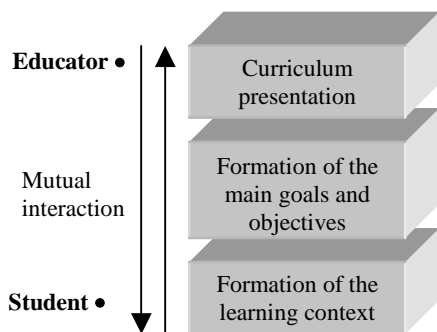 Educator •
Curriculum
presentation
Mutual
interaction
Formation of the
main goals and
objectives
Student •
Formation of the
learning context